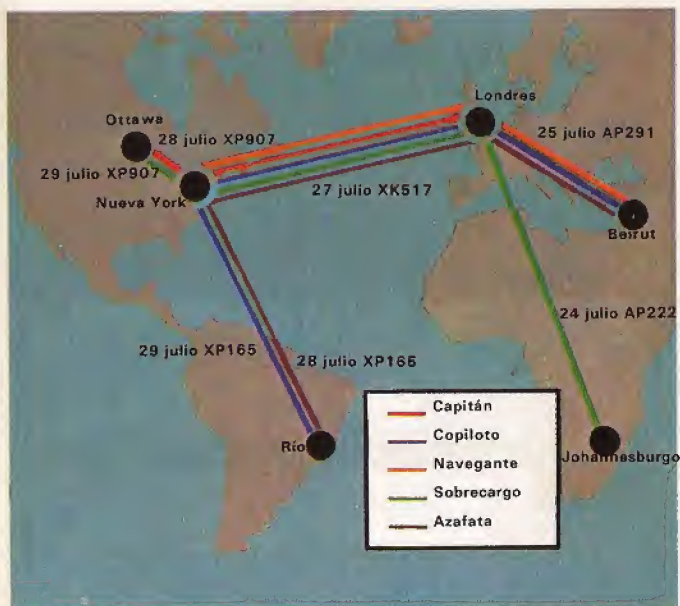 Londres
Ottawa
28 julio XP907
25 julio AP291
29 julio XP907
Nueva York
27 julio XK517
Beirut
24 julio AP222
29 julio XP165
28 julio XP165
Capitán
Copiloto
Río
Navegante
Johannesburgo
Sobrecargo
Azafata